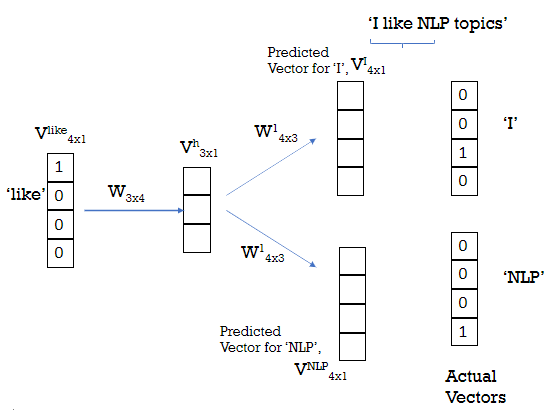 'I like NLP topics'
Predicted
Vector for 'I', V^I_4x1
V^like_4x1
'like'
1
0
0
0
W_3x4
V^h_3x1
W^1_4x3
W^1_4x3
0
0
1
0
'I'
0
0
0
1
'NLP'
Predicted
Vector for 'NLP',
V^NLP_4x1
Actual
Vectors